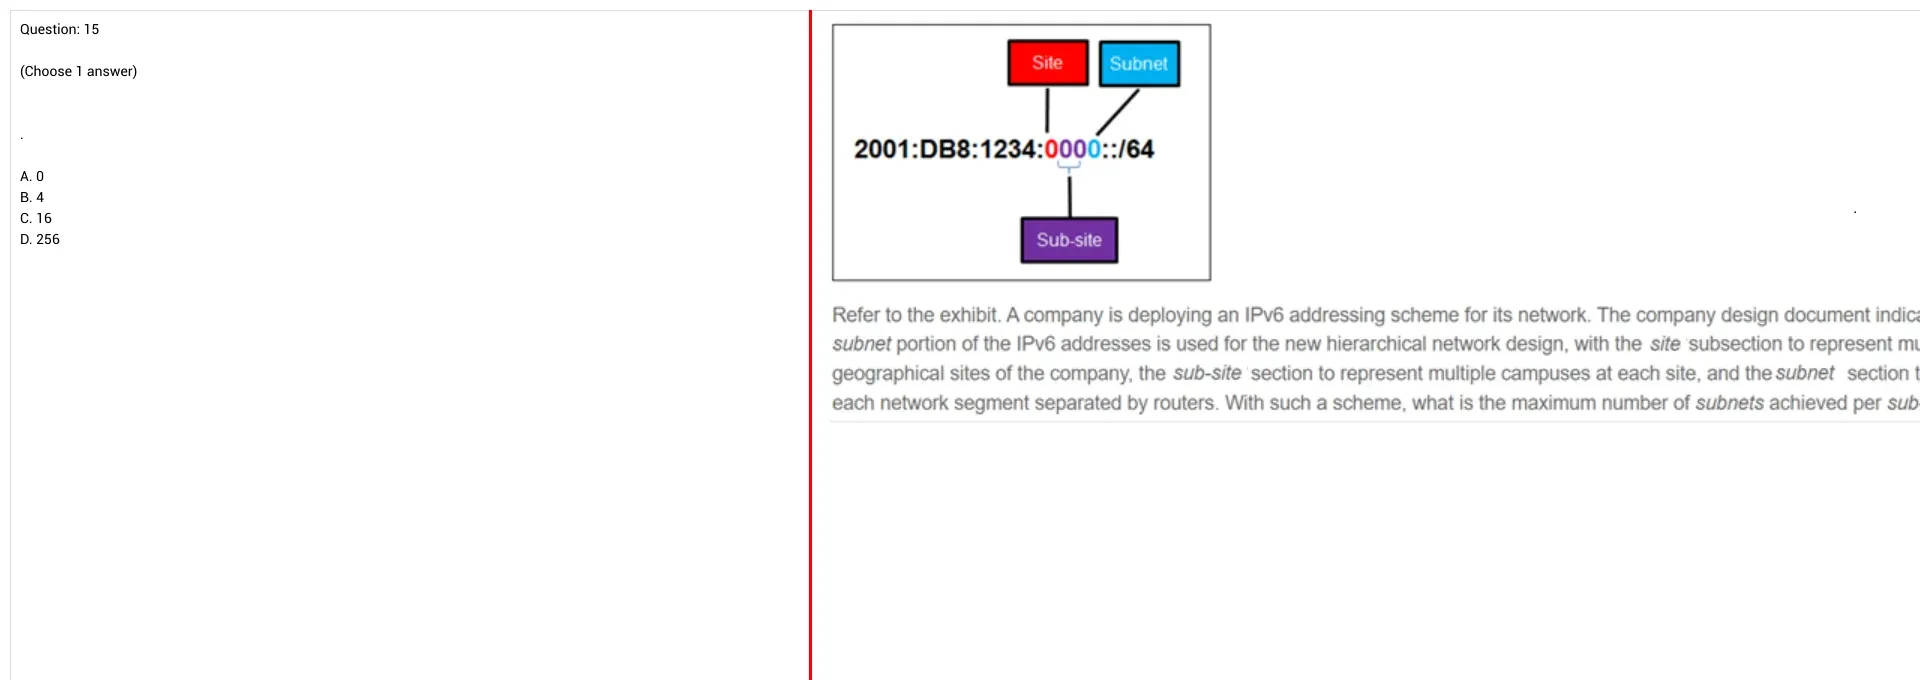 Question: 15
(Choose 1 answer)
.
A. 0
B. 4
C. 16
D. 256
Site
Subnet
2001:DB8:1234:0000::/64
Sub-site
.
Refer to the exhibit. A company is deploying an IPv6 addressing scheme for its network. The company design document indica
subnet portion of the IPv6 addresses is used for the new hierarchical network design, with the site subsection to represent mu
geographical sites of the company, the sub-site section to represent multiple campuses at each site, and the subnet section t
each network segment separated by routers. With such a scheme, what is the maximum number of subnets achieved per sub-